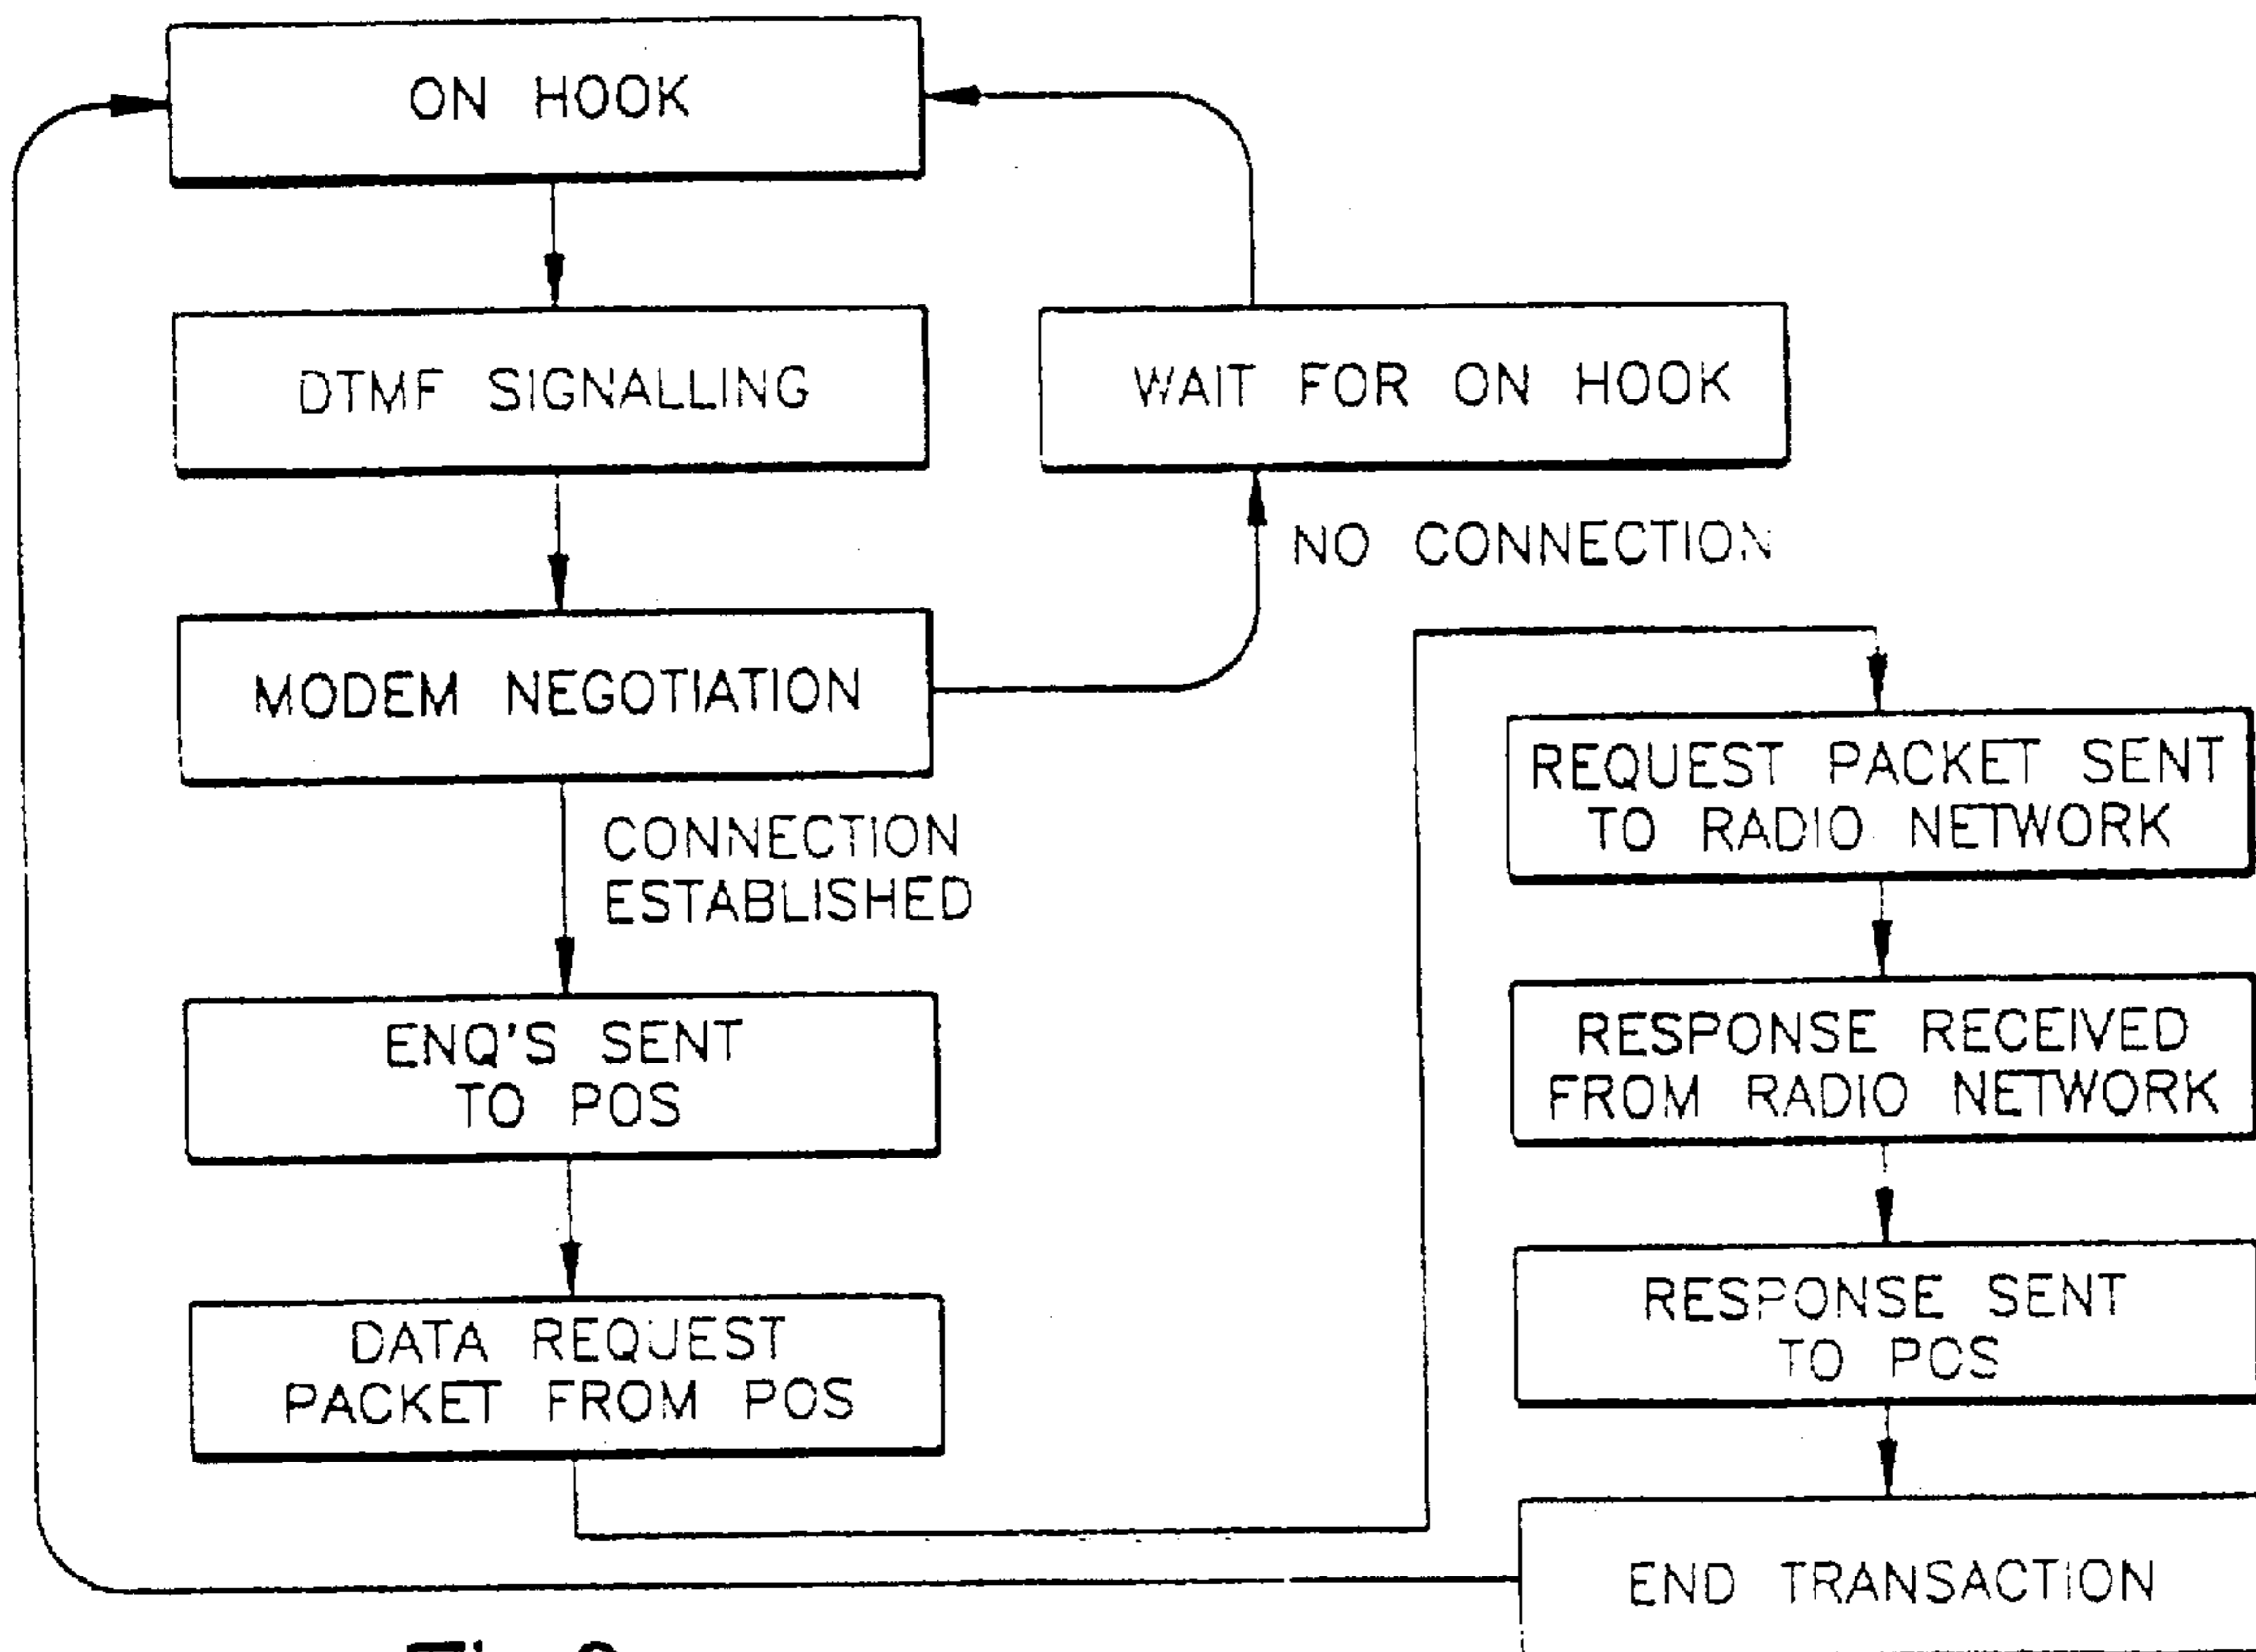 ON HOOK
DTMF SIGNALLING
WAIT FOR ON HOOK
NO CONNECTION
MODEM NEGOTIATION
CONNECTION
ESTABLISHED
ENQ'S SENT
TO POS
DATA REQUEST
PACKET FROM POS
REQUEST PACKET SENT
TO RADIO NETWORK
RESPONSE RECEIVED
FROM RADIO NETWORK
RESPONSE SENT
TO POS
END TRANSACTION